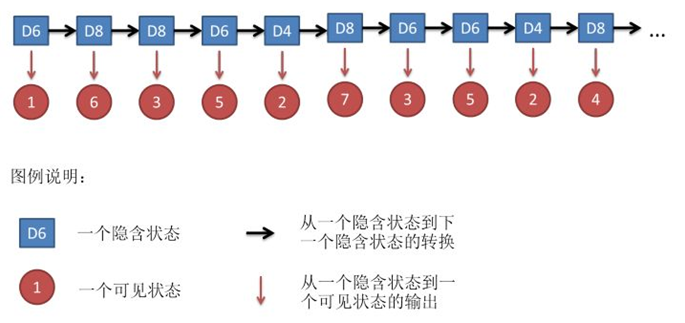 D6 D8 D8 D6 D4 D8 D6 D6 D4 D8 ...
1 6 3 5 2 7 3 5 2 4
图例说明：
D6 一个隐含状态 从一个隐含状态到下
一个隐含状态的转换
1 一个可见状态 从一个隐含状态到一
个可见状态的输出